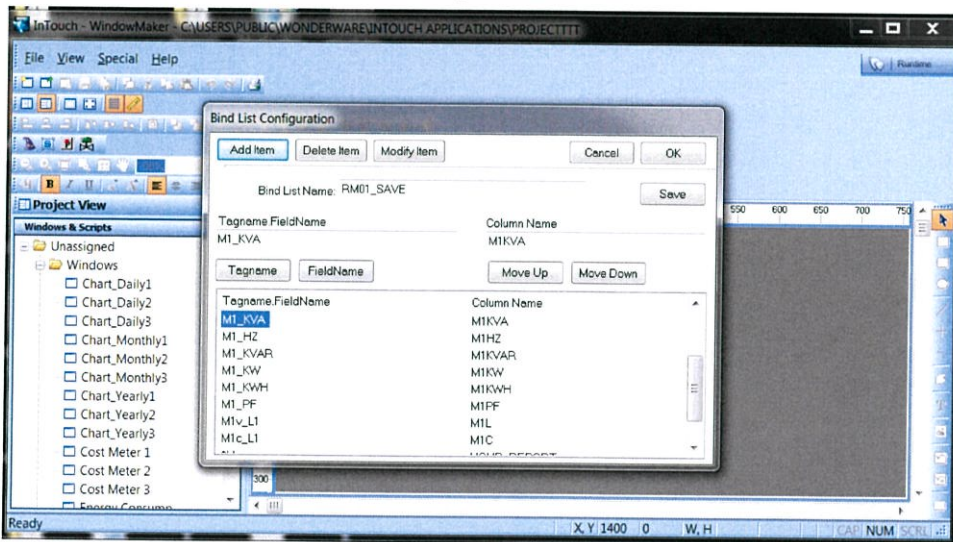 InTouch - WindowMaker - C:\USERS\PUBLIC\WONDERWARE\INTOUCH APPLICATIONS\PROJECTTTT
File View Special Help
Runtime
Bind List Configuration
Add Item Delete Item Modify Item Cancel OK
Bind List Name: RM01_SAVE
Save
Tagname.FieldName Column Name
M1_KVA M1KVA
Tagname FieldName Move Up Move Down
Tagname.FieldName Column Name
M1_KVA M1KVA
M1_HZ M1HZ
M1_KVAR M1KVAR
M1_KW M1KW
M1_KWH M1KWH
M1_PF M1PF
M1v_L1 M1L
M1c_L1 M1C
HOUR_REPORT
B I U
Project View
Windows & Scripts
Unassigned
Windows
Chart_Daily1
Chart_Daily2
Chart_Daily3
Chart_Monthly1
Chart_Monthly2
Chart_Monthly3
Chart_Yearly1
Chart_Yearly2
Chart_Yearly3
Cost Meter 1
Cost Meter 2
Cost Meter 3
Energy Consump
550 600 650 700 750
300
Ready X, Y 1400 0 W, H CAP NUM SCRL